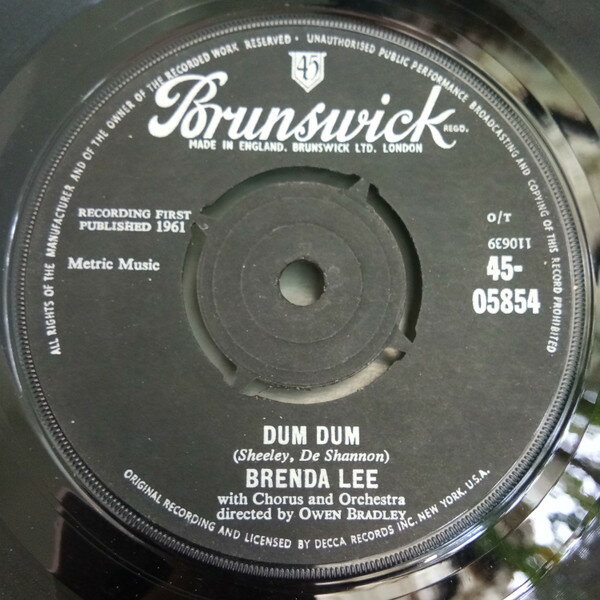 ALL RIGHTS OF THE MANUFACTURER AND OF THE OWNER OF THE RECORDED WORK RESERVED • UNAUTHORISED PUBLIC PERFORMANCE BROADCASTING AND COPYING OF THIS RECORD PROHIBITED
45
Brunswick
REGD.
MADE IN ENGLAND. BRUNSWICK LTD. LONDON
RECORDING FIRST
PUBLISHED 1961
Metric Music
O/T
110639
45-
05854
DUM DUM
(Sheeley, De Shannon)
BRENDA LEE
with Chorus and Orchestra
directed by OWEN BRADLEY
ORIGINAL RECORDING AND LICENSED BY DECCA RECORDS INC. NEW YORK, U.S.A.